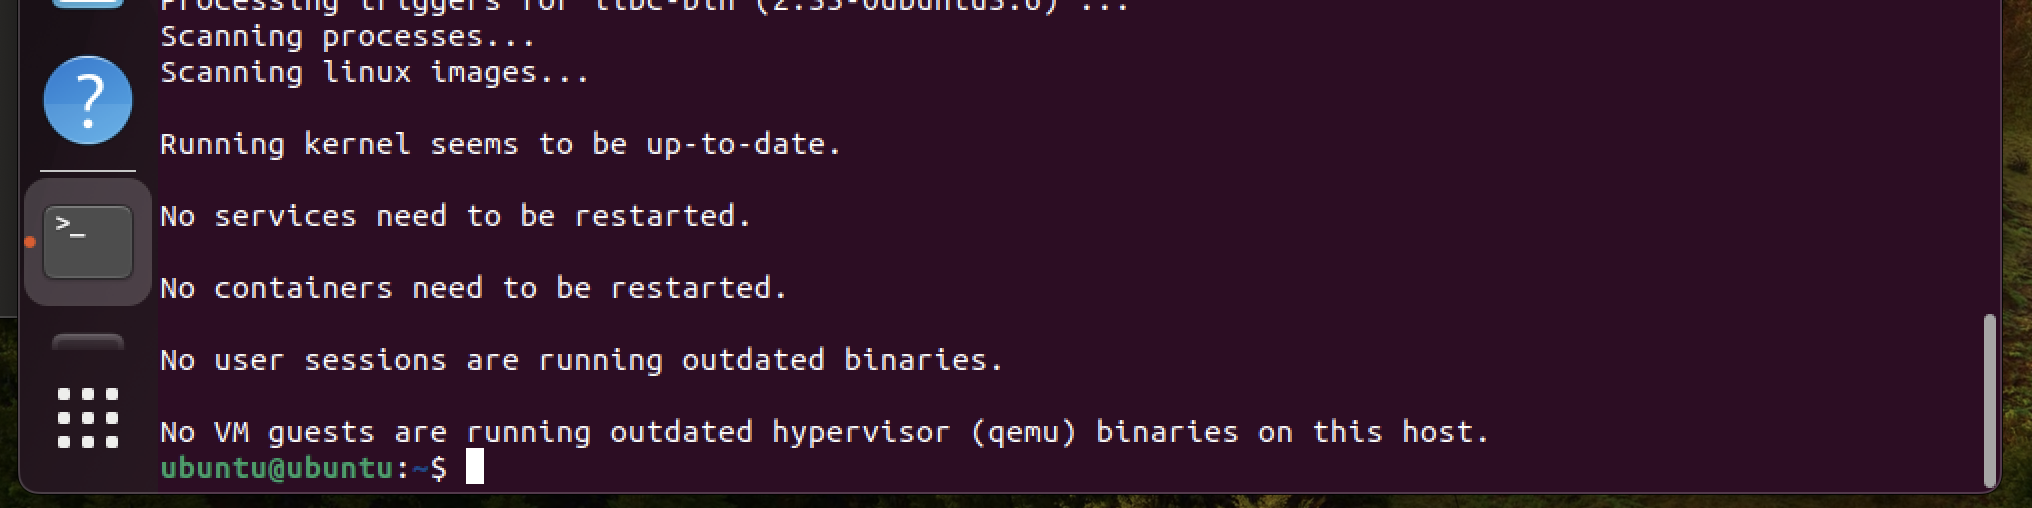 Processing triggers for libc-bin (2.35-0ubuntu3.6) ...
Scanning processes...
Scanning linux images...
Running kernel seems to be up-to-date.
No services need to be restarted.
No containers need to be restarted.
No user sessions are running outdated binaries.
No VM guests are running outdated hypervisor (qemu) binaries on this host.
ubuntu@ubuntu:~$